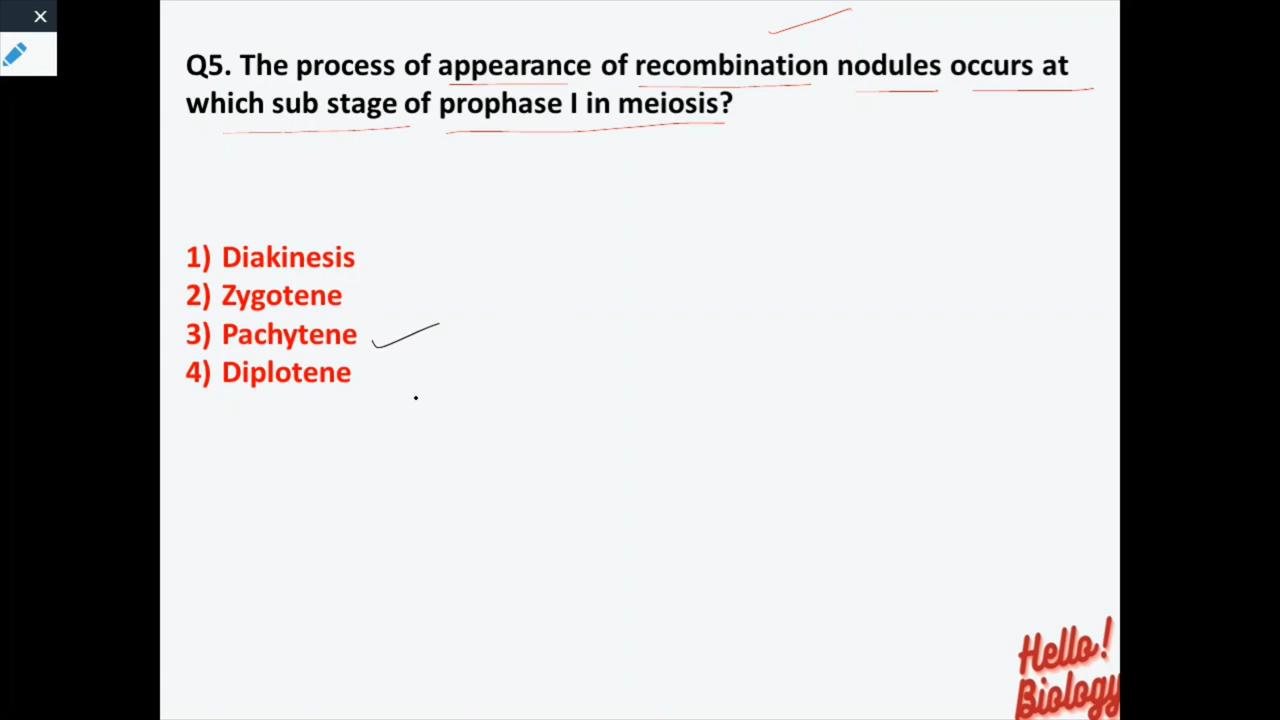 Q5. The process of appearance of recombination nodules occurs at
which sub stage of prophase I in meiosis?
1) Diakinesis
2) Zygotene
3) Pachytene
4) Diplotene
Hello!
Biology